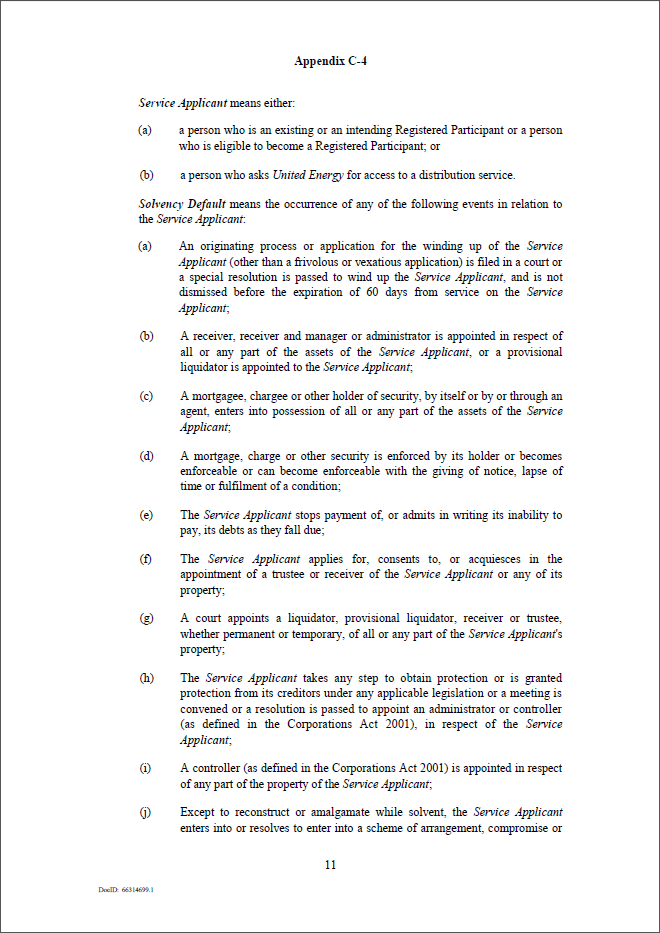 Appendix C-4
Service Applicant means either:
(a) a person who is an existing or an intending Registered Participant or a person
who is eligible to become a Registered Participant; or
(b) a person who asks United Energy for access to a distribution service.
Solvency Default means the occurrence of any of the following events in relation to
the Service Applicant:
(a) An originating process or application for the winding up of the Service
Applicant (other than a frivolous or vexatious application) is filed in a court or
a special resolution is passed to wind up the Service Applicant, and is not
dismissed before the expiration of 60 days from service on the Service
Applicant;
(b) A receiver, receiver and manager or administrator is appointed in respect of
all or any part of the assets of the Service Applicant, or a provisional
liquidator is appointed to the Service Applicant;
(c) A mortgagee, chargee or other holder of security, by itself or by or through an
agent, enters into possession of all or any part of the assets of the Service
Applicant;
(d) A mortgage, charge or other security is enforced by its holder or becomes
enforceable or can become enforceable with the giving of notice, lapse of
time or fulfilment of a condition;
(e) The Service Applicant stops payment of, or admits in writing its inability to
pay, its debts as they fall due;
(f) The Service Applicant applies for, consents to, or acquiesces in the
appointment of a trustee or receiver of the Service Applicant or any of its
property;
(g) A court appoints a liquidator, provisional liquidator, receiver or trustee,
whether permanent or temporary, of all or any part of the Service Applicant's
property;
(h) The Service Applicant takes any step to obtain protection or is granted
protection from its creditors under any applicable legislation or a meeting is
convened or a resolution is passed to appoint an administrator or controller
(as defined in the Corporations Act 2001), in respect of the Service
Applicant;
(i) A controller (as defined in the Corporations Act 2001) is appointed in respect
of any part of the property of the Service Applicant;
(j) Except to reconstruct or amalgamate while solvent, the Service Applicant
enters into or resolves to enter into a scheme of arrangement, compromise or
11
DocID: 66314699.1